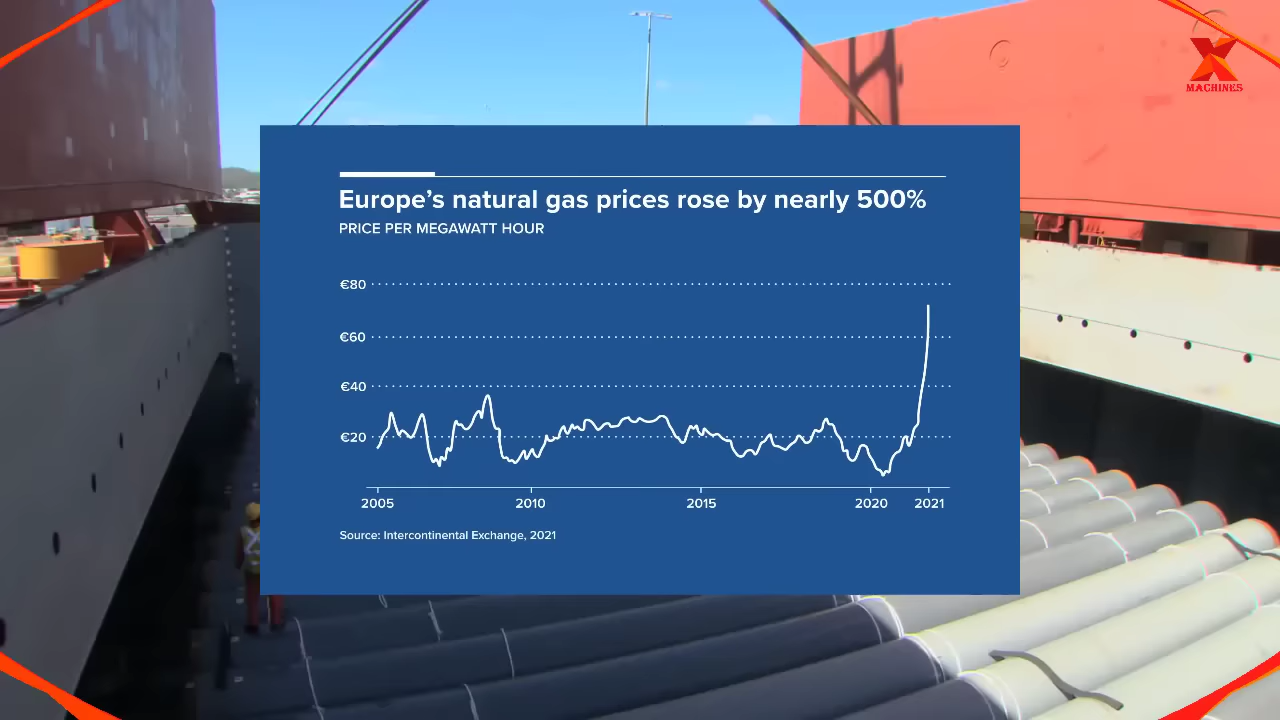 X
MACHINES
Europe’s natural gas prices rose by nearly 500%
PRICE PER MEGAWATT HOUR
€80
€60
€40
€20
2005 2010 2015 2020 2021
Source: Intercontinental Exchange, 2021